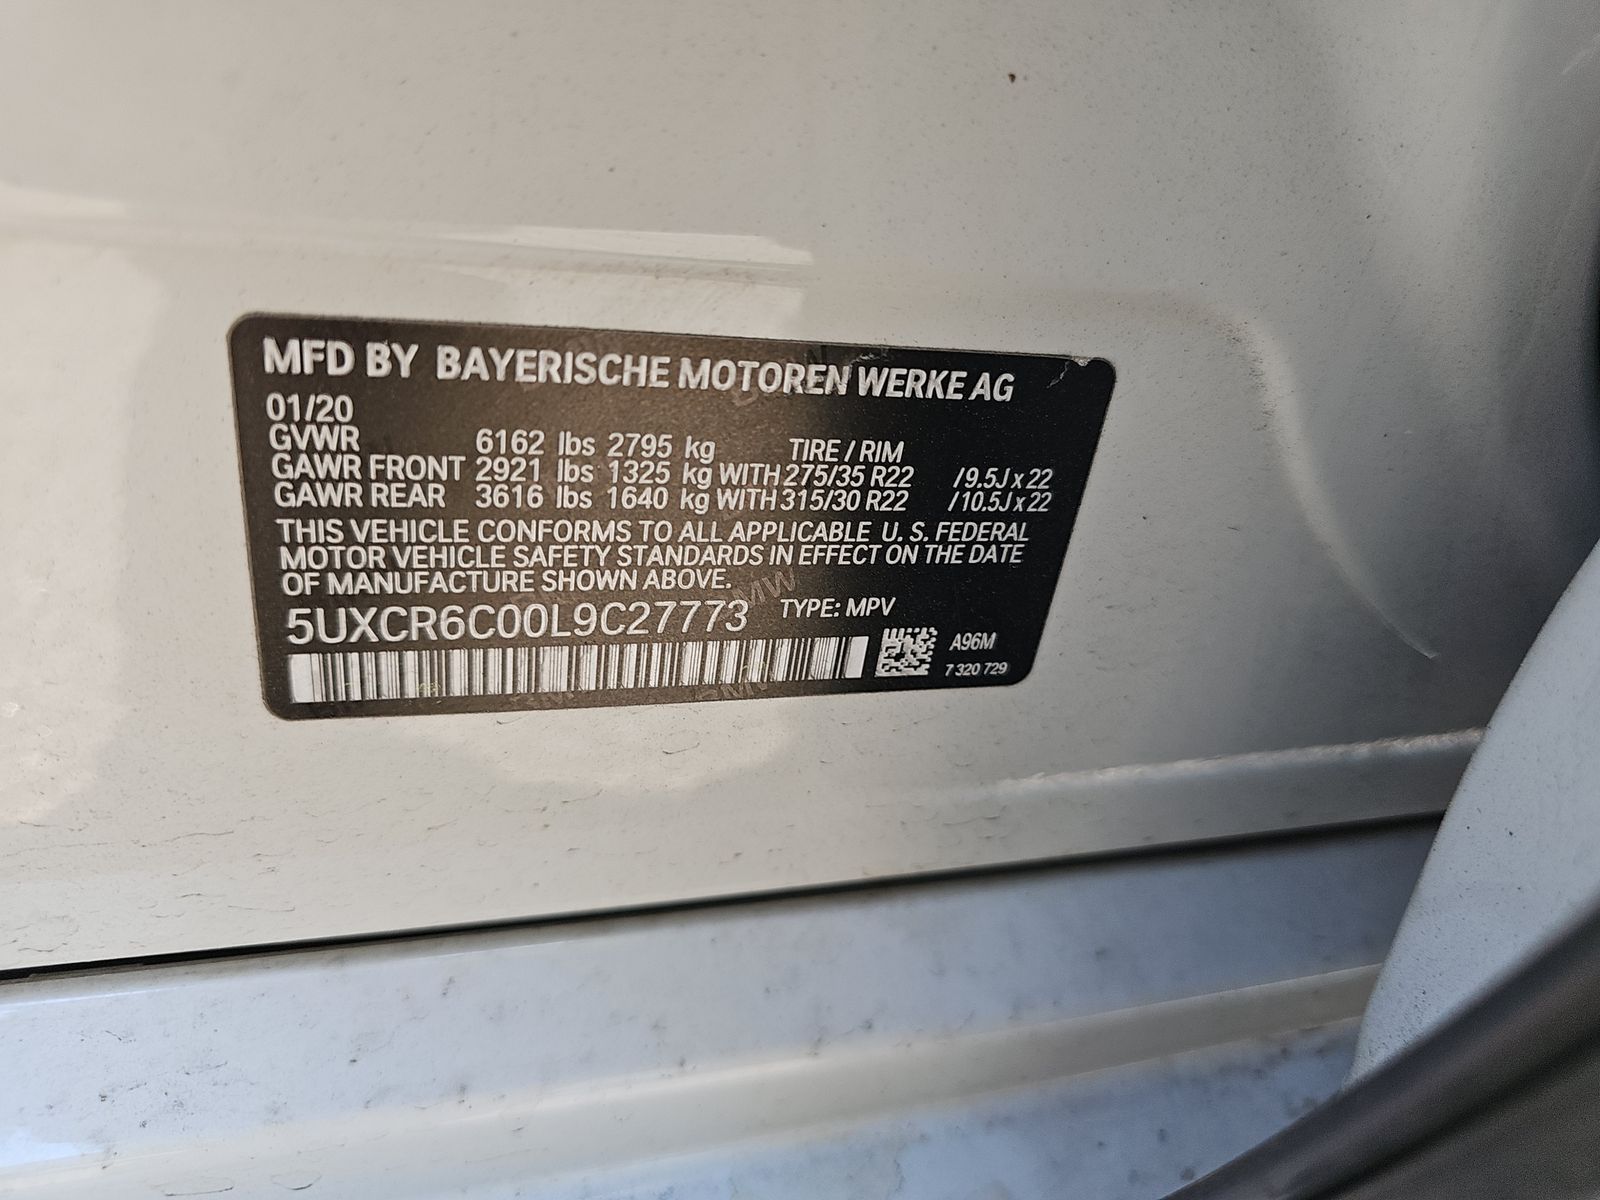 MFD BY BAYERISCHE MOTOREN WERKE AG
01/20
GVWR 6162 lbs 2795 kg TIRE / RIM
GAWR FRONT 2921 lbs 1325 kg WITH 275/35 R22 /9.5J x 22
GAWR REAR 3616 lbs 1640 kg WITH 315/30 R22 /10.5J x 22
THIS VEHICLE CONFORMS TO ALL APPLICABLE U. S. FEDERAL
MOTOR VEHICLE SAFETY STANDARDS IN EFFECT ON THE DATE
OF MANUFACTURE SHOWN ABOVE.
5UXCR6C00L9C27773 TYPE: MPV
A96M
7 320 729